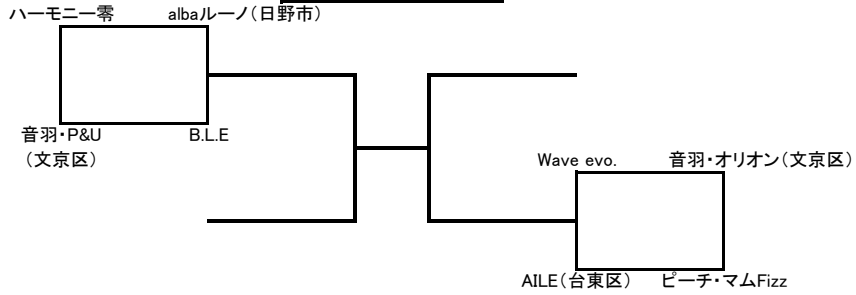 ハーモニー零 albaルーノ(日野市)
音羽・P&U B.L.E
(文京区)
Wave evo. 音羽・オリオン(文京区)
AILE(台東区) ピーチ・マムFizz